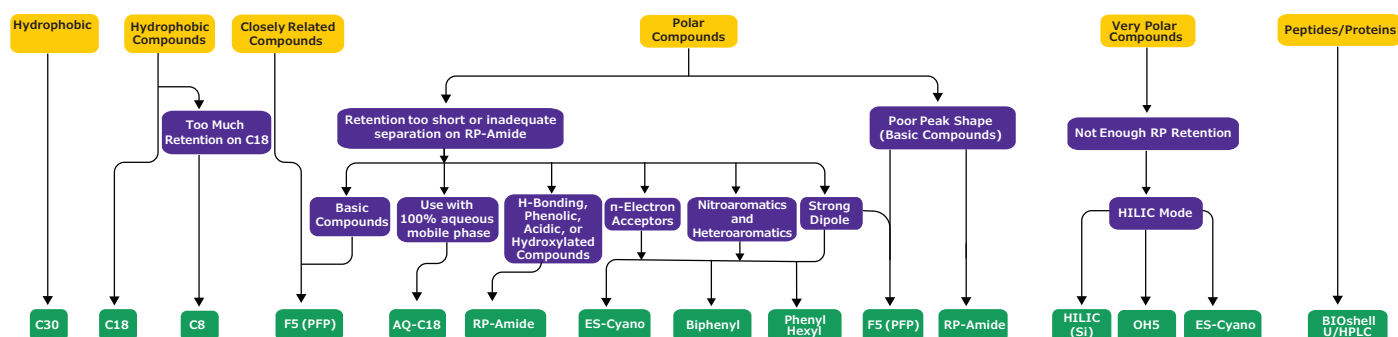 Hydrophobic
Hydrophobic
Compounds
Closely Related
Compounds
Polar
Compounds
Very Polar
Compounds
Peptides/Proteins
Too Much
Retention on C18
Retention too short or inadequate
separation on RP-Amide
Poor Peak Shape
(Basic Compounds)
Not Enough RP Retention
Basic
Compounds
Use with
100% aqueous
mobile phase
H-Bonding,
Phenolic,
Acidic, or
Hydroxylated
Compounds
π-Electron
Acceptors
Nitroaromatics
and
Heteroaromatics
Strong
Dipole
HILIC Mode
C30
C18
C8
F5 (PFP)
AQ-C18
RP-Amide
ES-Cyano
Biphenyl
Phenyl
Hexyl
F5 (PFP)
RP-Amide
HILIC
(Si)
OH5
ES-Cyano
BIOshell
U/HPLC